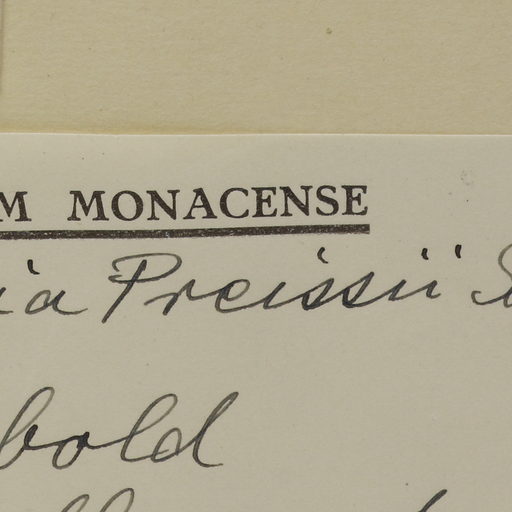 M MONACENSE
ia Preissii
bold